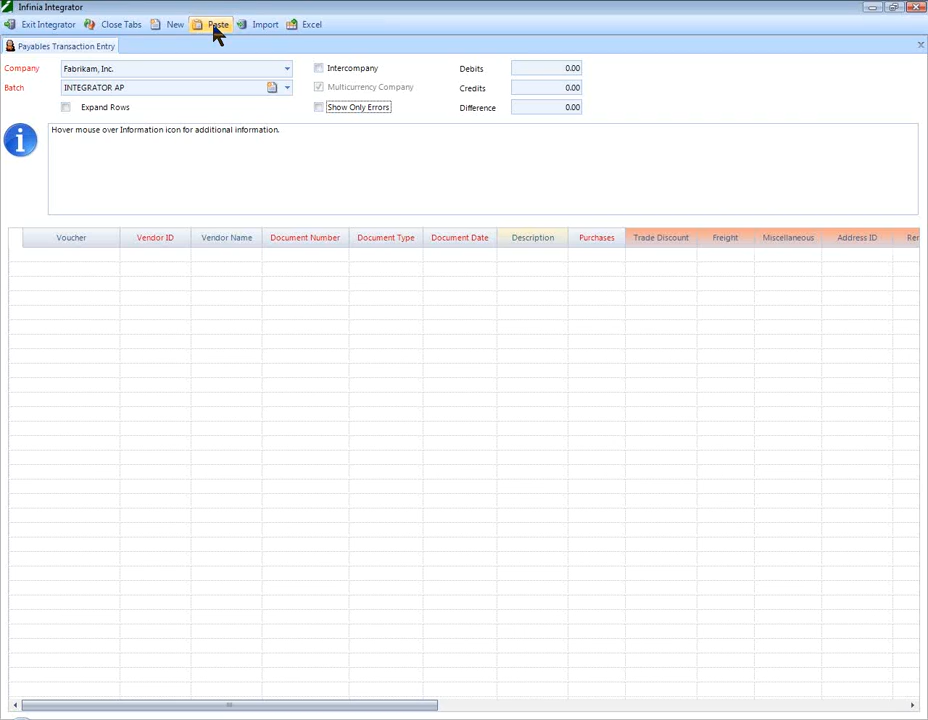 Infinia Integrator
Exit Integrator Close Tabs New Paste Import Excel
Payables Transaction Entry
Company Fabrikam, Inc. Intercompany Debits 0.00
Batch INTEGRATOR AP Multicurrency Company Credits 0.00
Expand Rows Show Only Errors Difference 0.00
Hover mouse over Information icon for additional information.
Voucher Vendor ID Vendor Name Document Number Document Type Document Date Description Purchases Trade Discount Freight Miscellaneous Address ID Rer